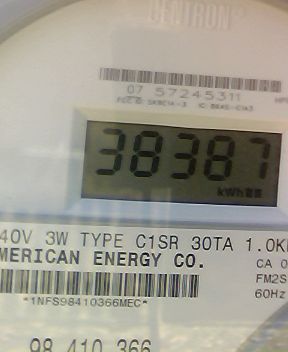 CENTRON®
07 57245311
38387
kWh
40V 3W TYPE C1SR 30TA 1.0K
MERICAN ENERGY CO.
CA 0
FM2S
*1NFS98410366MEC*
60Hz
98 410 366